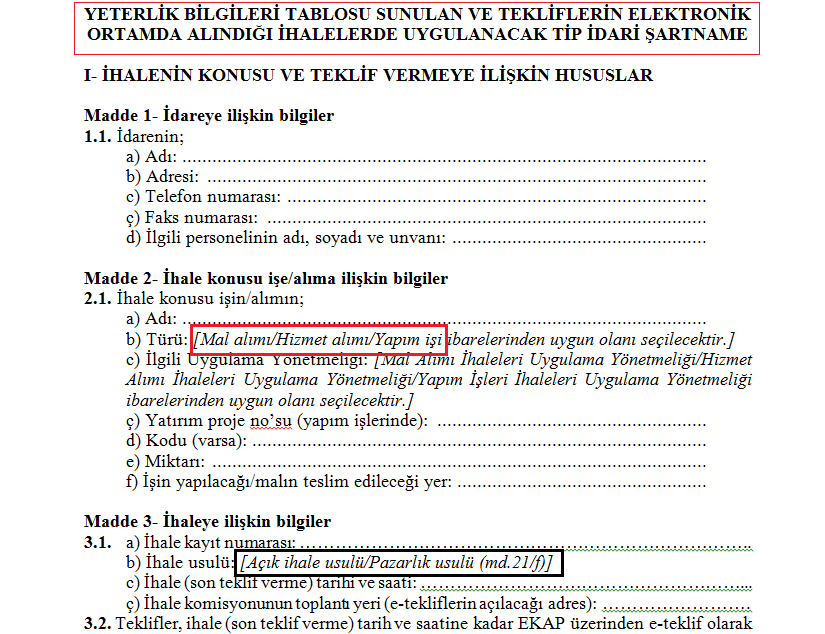 YETERLİK BİLGİLERİ TABLOSU SUNULAN VE TEKLİFLERİN ELEKTRONİK
ORTAMDA ALINDIĞI İHALELERDE UYGULANACAK TİP İDARİ ŞARTNAME
I- İHALENİN KONUSU VE TEKLİF VERMEYE İLİŞKİN HUSUSLAR
Madde 1- İdareye ilişkin bilgiler
1.1. İdarenin;
a) Adı: ........................................................................................................
b) Adresi: ...................................................................................................
c) Telefon numarası: ...................................................................................
ç) Faks numarası: .......................................................................................
d) İlgili personelinin adı, soyadı ve unvanı: ..................................................
Madde 2- İhale konusu işe/alıma ilişkin bilgiler
2.1. İhale konusu işin/alımın;
a) Adı: ........................................................................................................
b) Türü: [Mal alımı/Hizmet alımı/Yapım işi ibarelerinden uygun olanı seçilecektir.]
c) İlgili Uygulama Yönetmeliği: [Mal Alımı İhaleleri Uygulama Yönetmeliği/Hizmet
Alımı İhaleleri Uygulama Yönetmeliği/Yapım İşleri İhaleleri Uygulama Yönetmeliği
ibarelerinden uygun olanı seçilecektir.]
ç) Yatırım proje no’su (yapım işlerinde): .....................................................
d) Kodu (varsa): ..........................................................................................
e) Miktarı: ..................................................................................................
f) İşin yapılacağı/malın teslim edileceği yer: .................................................
Madde 3- İhaleye ilişkin bilgiler
3.1. a) İhale kayıt numarası: ....................................................................................
b) İhale usulü: [Açık ihale usulü/Pazarlık usulü (md.21/f)]
c) İhale (son teklif verme) tarihi ve saati: ...............................................................
ç) İhale komisyonunun toplantı yeri (e-tekliflerin açılacağı adres): ..............................
3.2. Teklifler, ihale (son teklif verme) tarih ve saatine kadar EKAP üzerinden e-teklif olarak